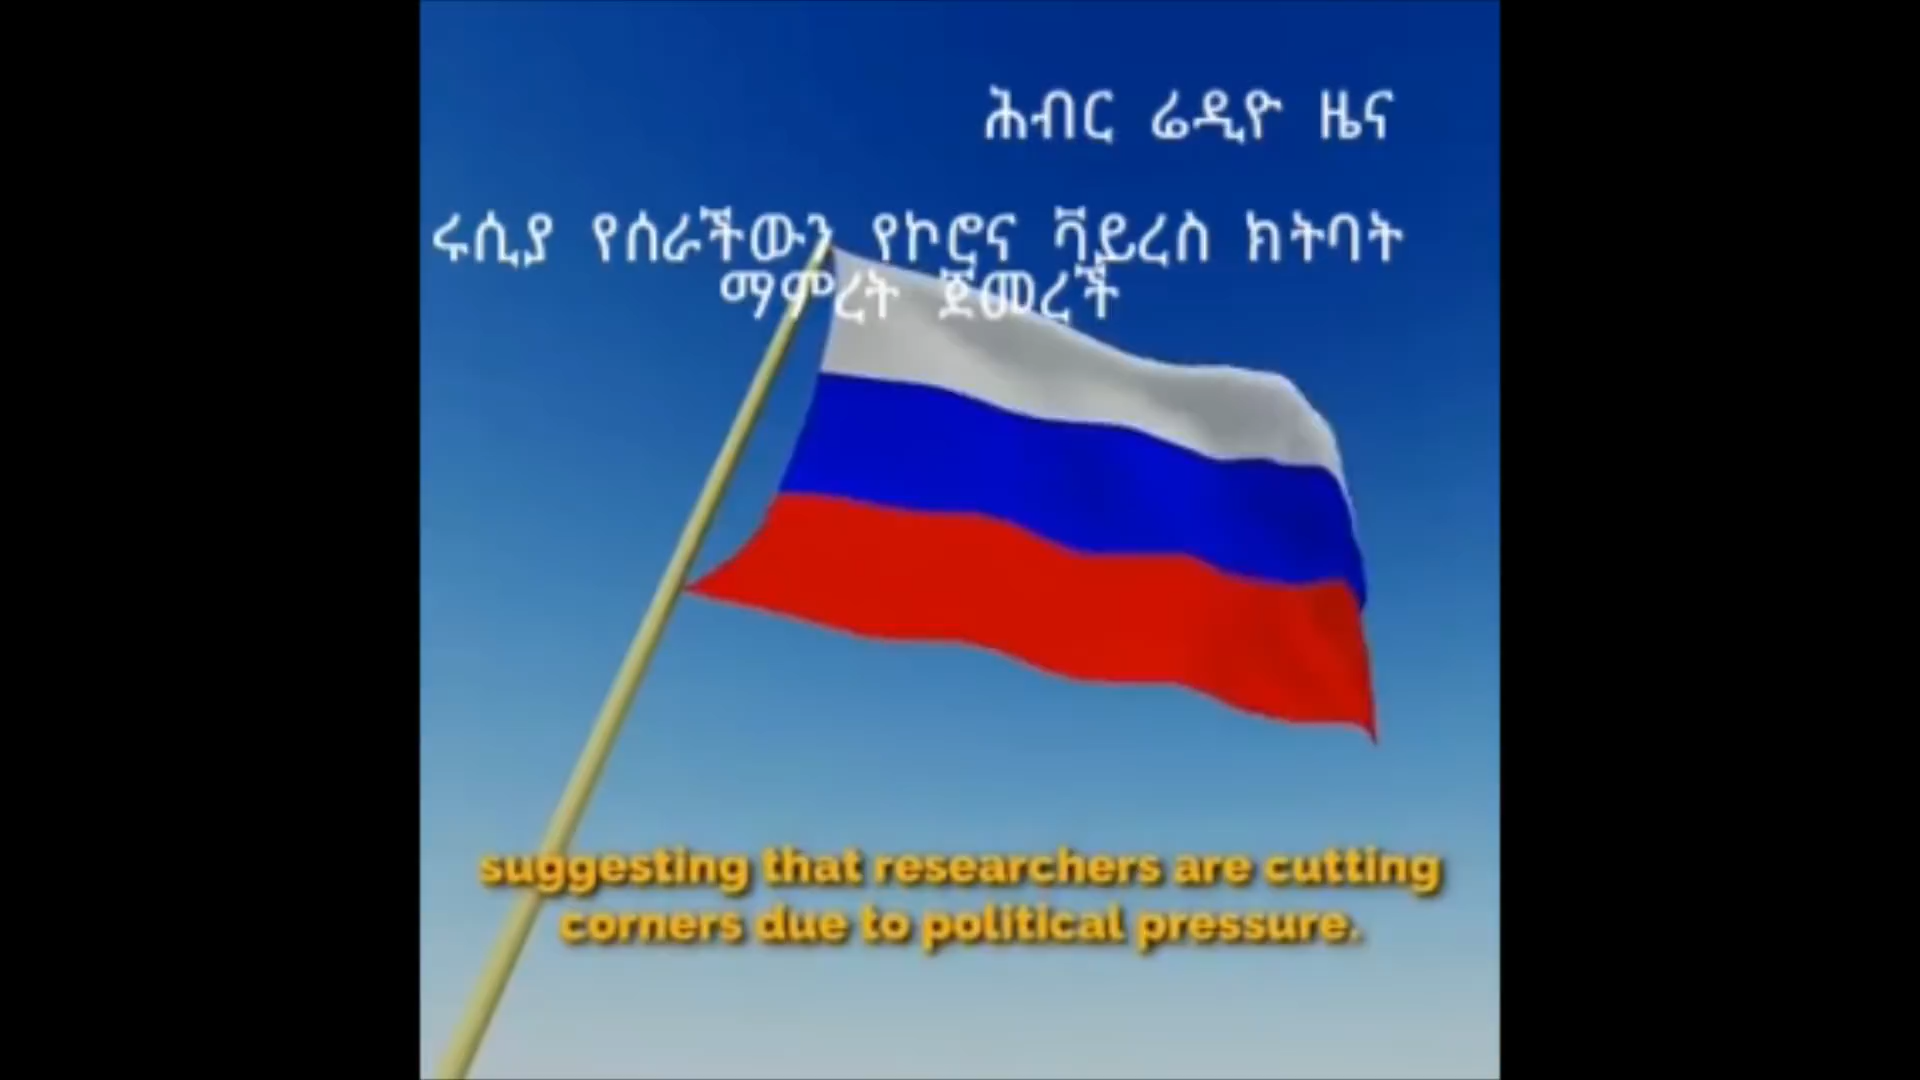 ሕብር ሬዲዮ ዜና
ሩሲያ የሰራችውን የኮሮና ቫይረስ ክትባት
ማምረት ጀመረች
suggesting that researchers are cutting
corners due to political pressure.